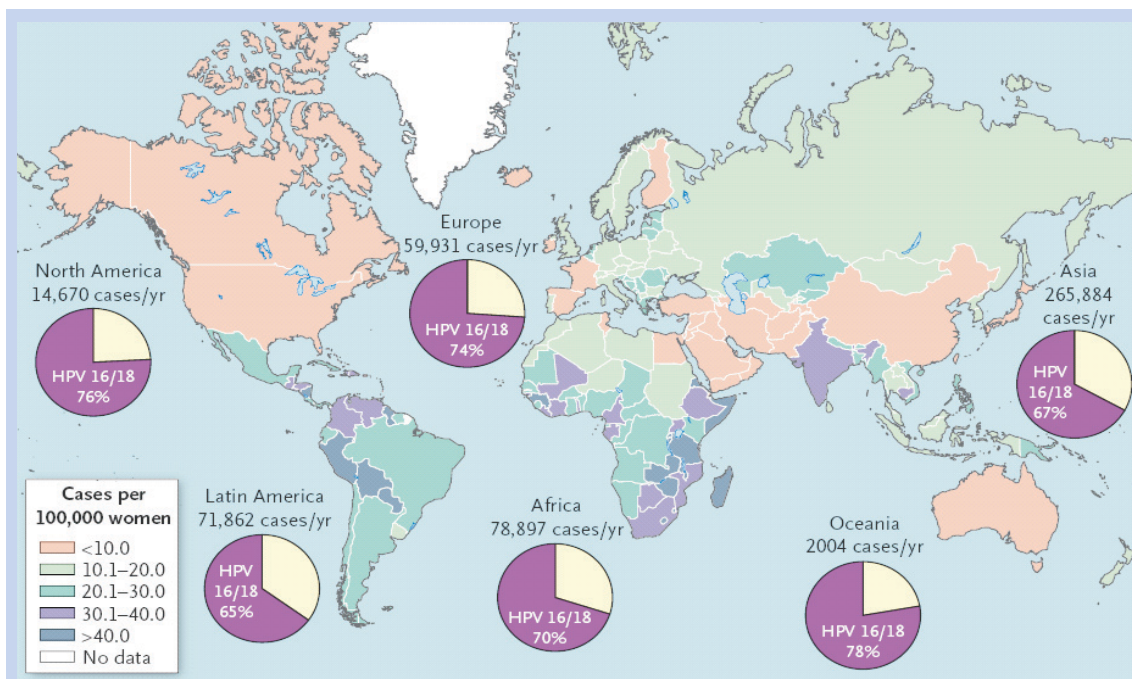 Europe
59,931 cases/yr
HPV 16/18
74%
North America
14,670 cases/yr
HPV 16/18
76%
Asia
265,884
cases/yr
HPV
16/18
67%
Latin America
71,862 cases/yr
HPV
16/18
65%
Africa
78,897 cases/yr
HPV 16/18
70%
Oceania
2004 cases/yr
HPV 16/18
78%
Cases per
100,000 women
<10.0
10.1–20.0
20.1–30.0
30.1–40.0
>40.0
No data